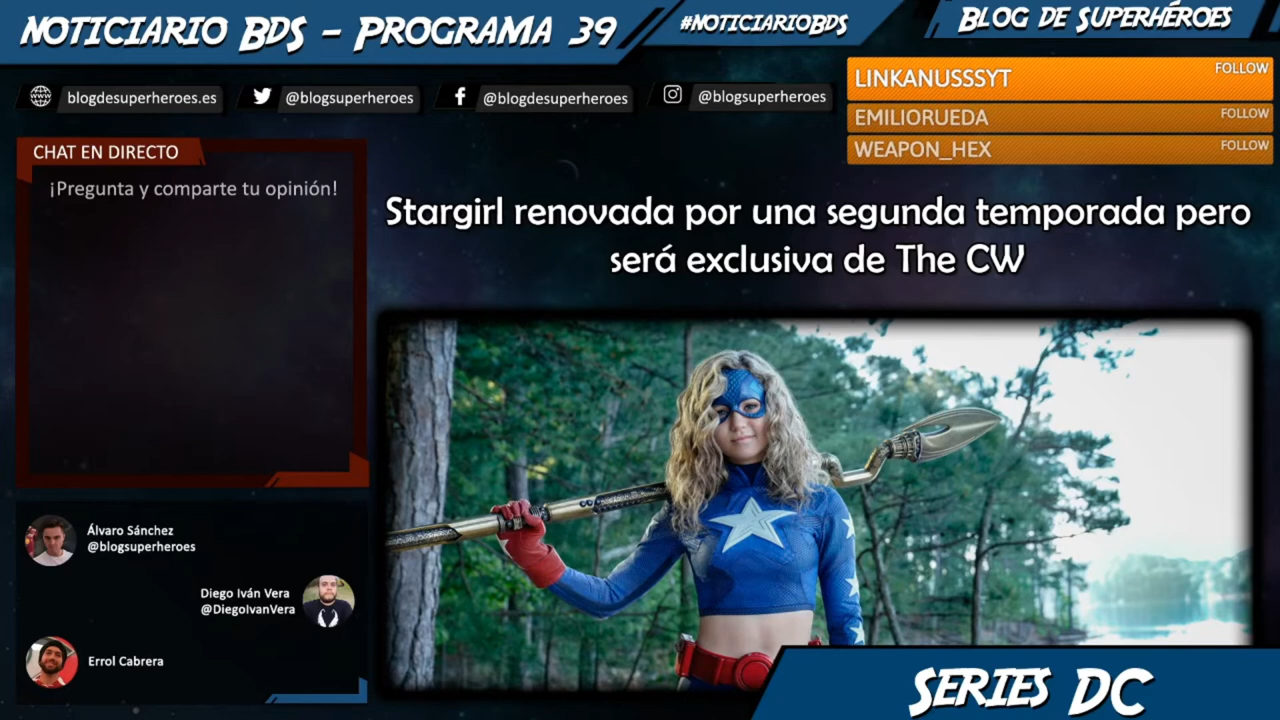 NOTICIARIO BDS - PROGRAMA 39
#NOTICIARIOBDS
BLOG DE SUPERHÉROES
blogdesuperheroes.es
@blogsuperheroes
@blogdesuperheroes
@blogsuperheroes
LINKANUSSSYT FOLLOW
EMILIORUEDA FOLLOW
WEAPON_HEX FOLLOW
CHAT EN DIRECTO
¡Pregunta y comparte tu opinión!
Stargirl renovada por una segunda temporada pero
será exclusiva de The CW
Álvaro Sánchez
@blogsuperheroes
Diego Iván Vera
@DiegoIvanVera
Errol Cabrera
SERIES DC